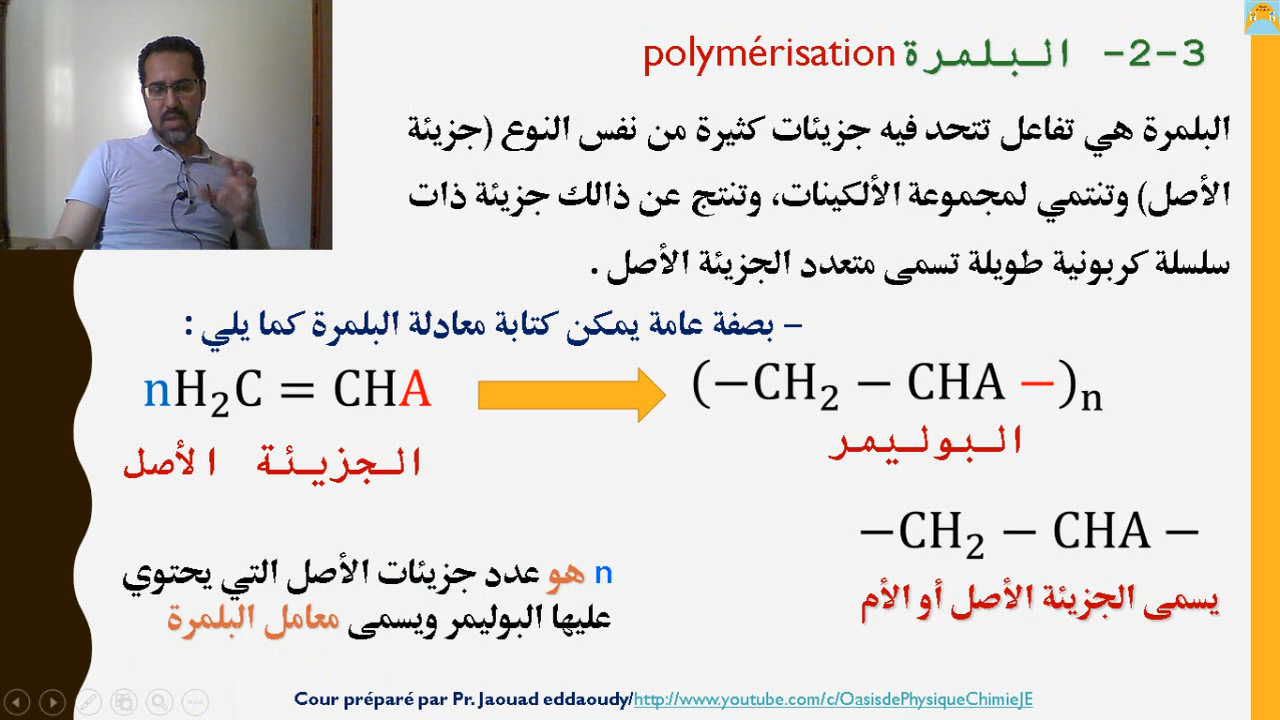 3-2- البلمرة polymérisation
البلمرة هي تفاعل تتحد فيه جزيئات كثيرة من نفس النوع (جزيئة
الأصل) وتنتمي لمجموعة الألكينات، وتنتج عن ذالك جزيئة ذات
سلسلة كربونية طويلة تسمى متعدد الجزيئة الأصل .
– بصفة عامة يمكن كتابة معادلة البلمرة كما يلي :
nH₂C = CHA
(−CH₂ − CHA −)ₙ
الجزيئة الأصل
البوليمر
−CH₂ − CHA −
يسمى الجزيئة الأصل أو الأم
n هو عدد جزيئات الأصل التي يحتوي
عليها البوليمر ويسمى معامل البلمرة
Cour préparé par Pr. Jaouad eddaoudy/http://www.youtube.com/c/OasisdePhysiqueChimieJE